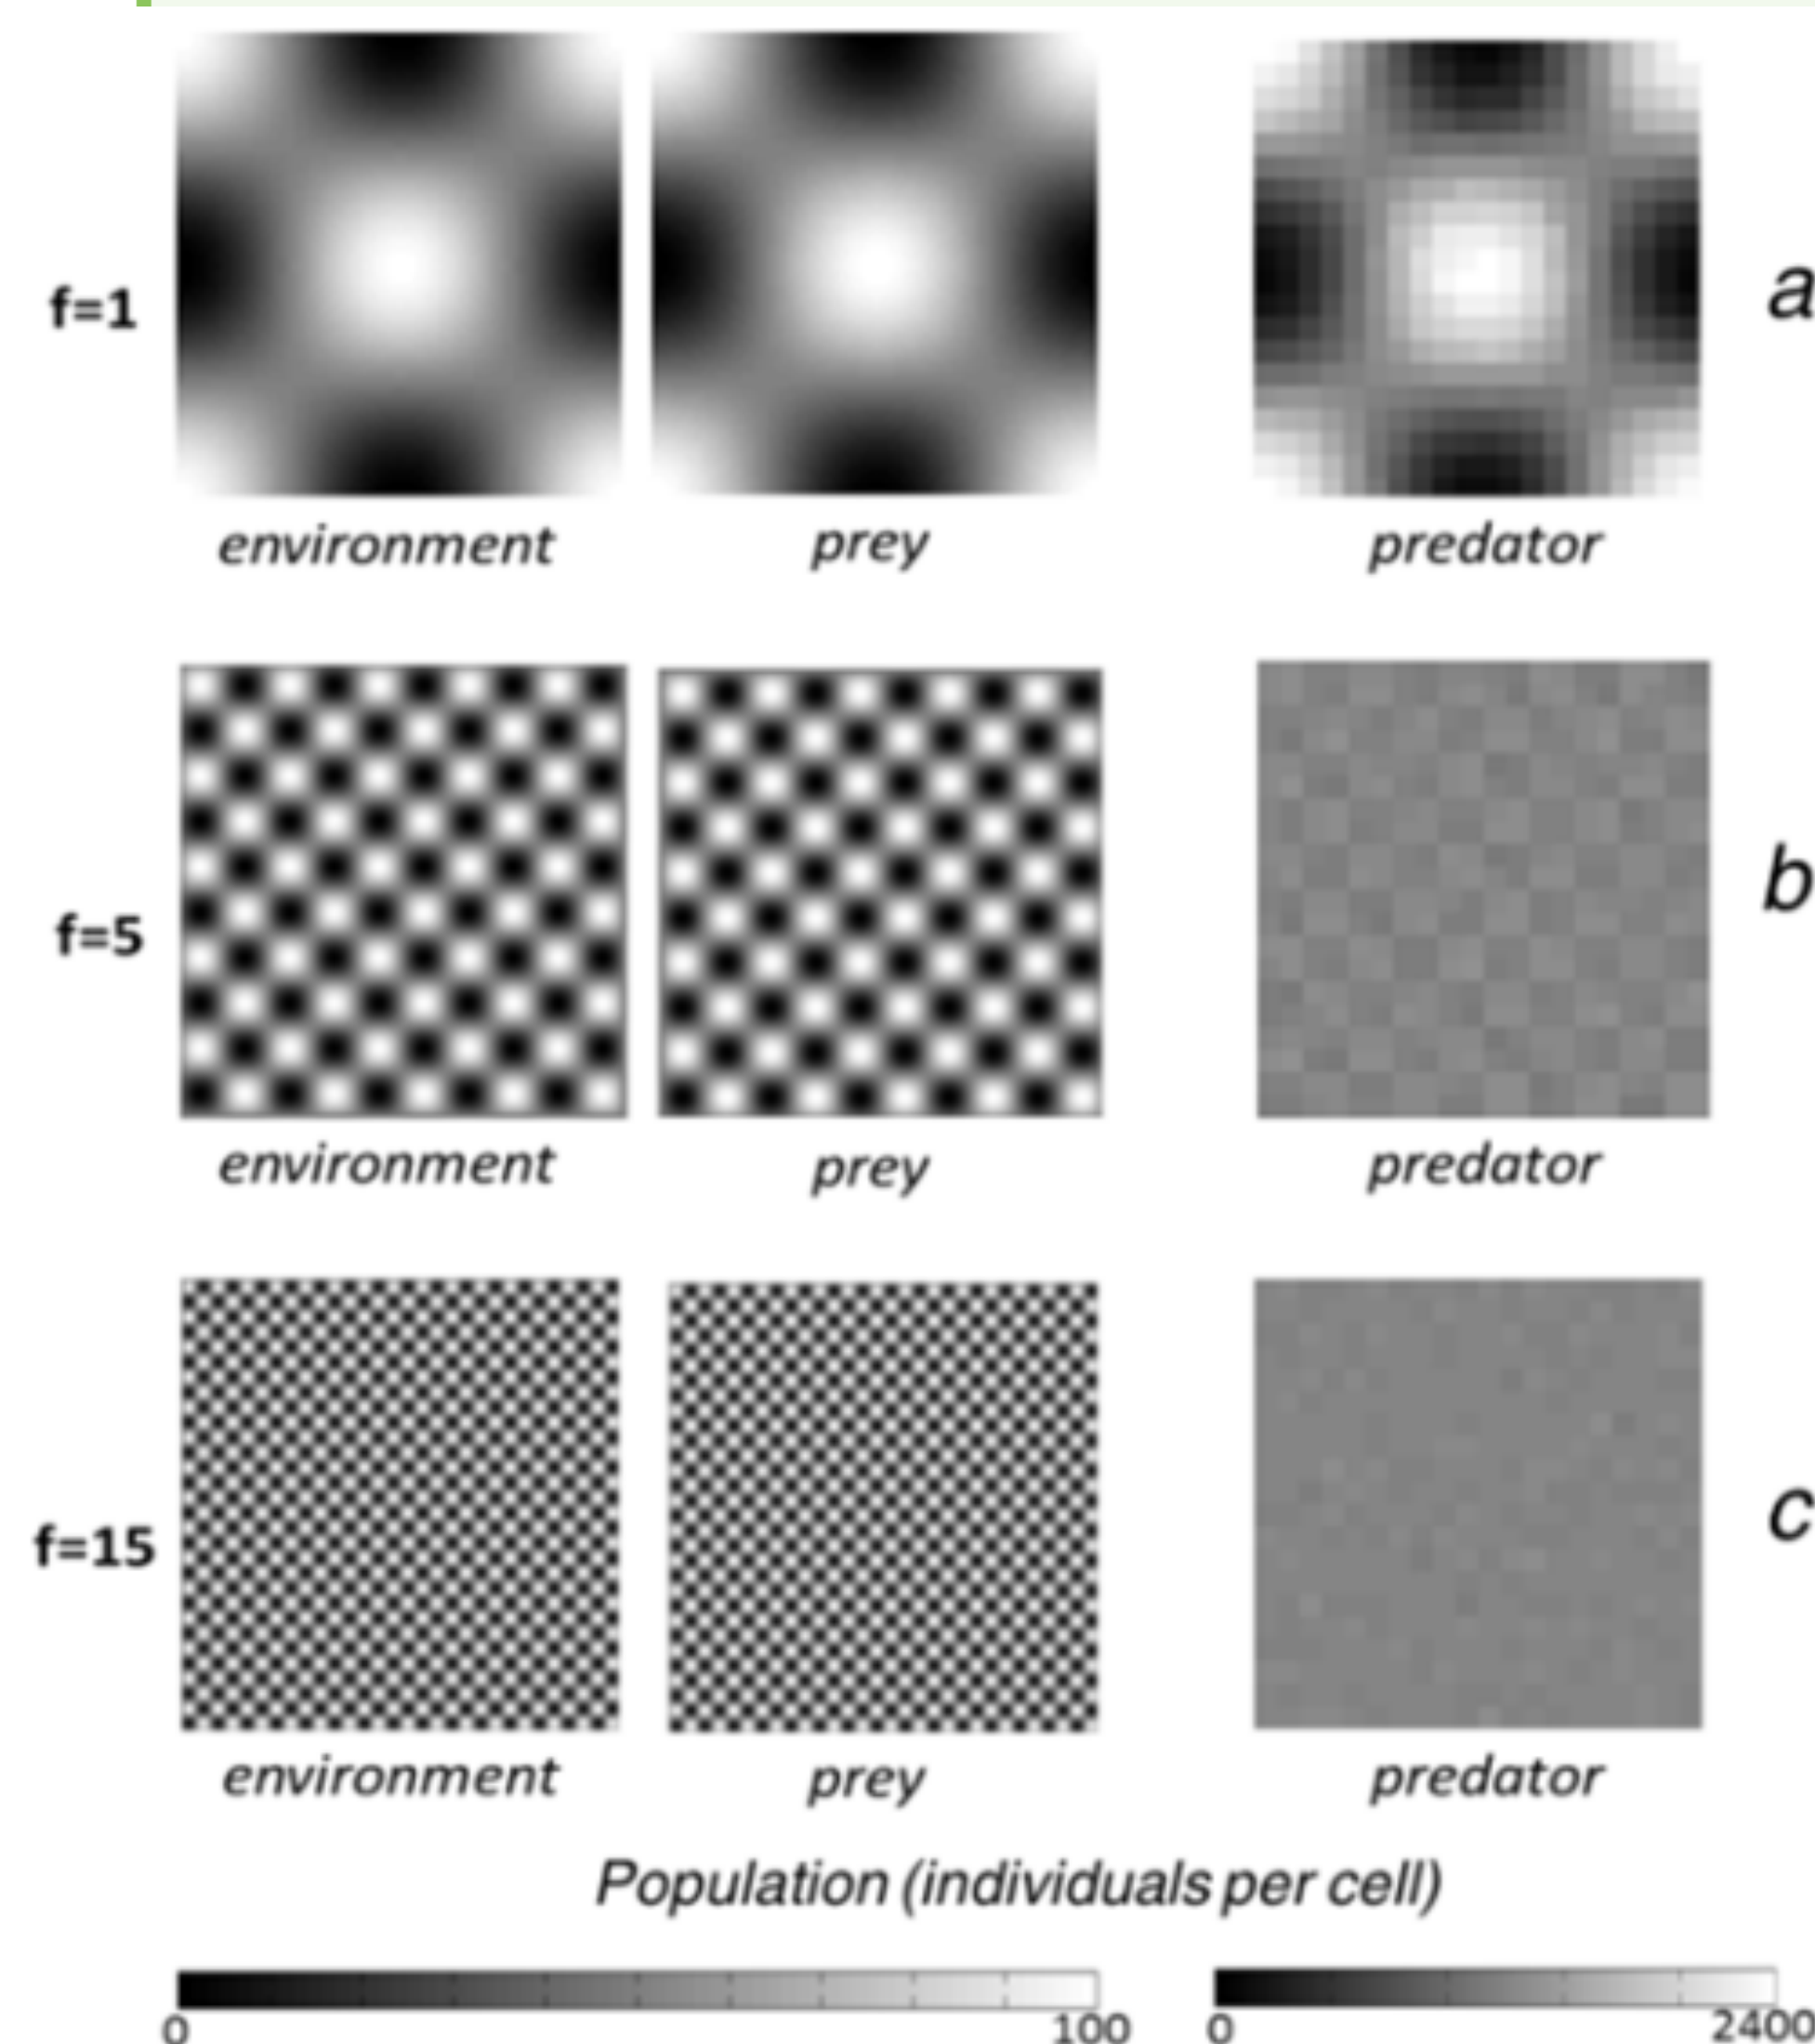 f=1
a
environment prey predator
f=5
b
environment prey predator
f=15
c
environment prey predator
Population (individuals per cell)
0 100 0 2400